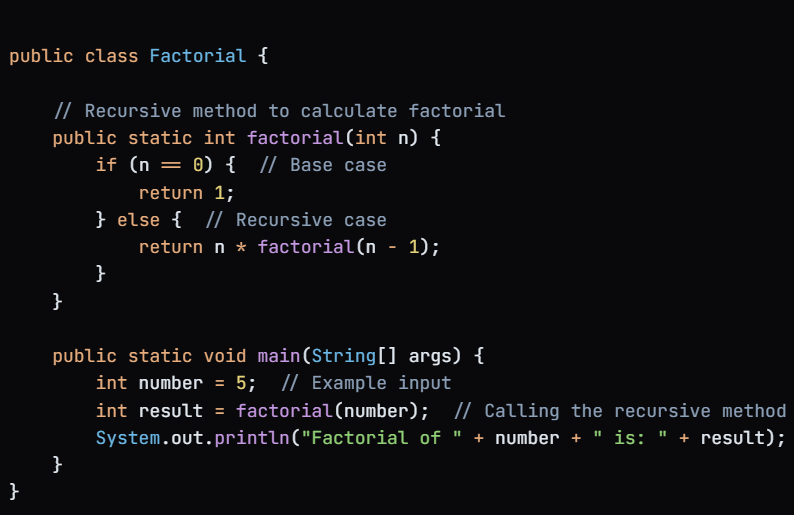 public class Factorial {
// Recursive method to calculate factorial
public static int factorial(int n) {
if (n == 0) {  // Base case
return 1;
} else {  // Recursive case
return n * factorial(n - 1);
}
}
public static void main(String[] args) {
int number = 5;  // Example input
int result = factorial(number);  // Calling the recursive method
System.out.println("Factorial of " + number + " is: " + result);
}
}